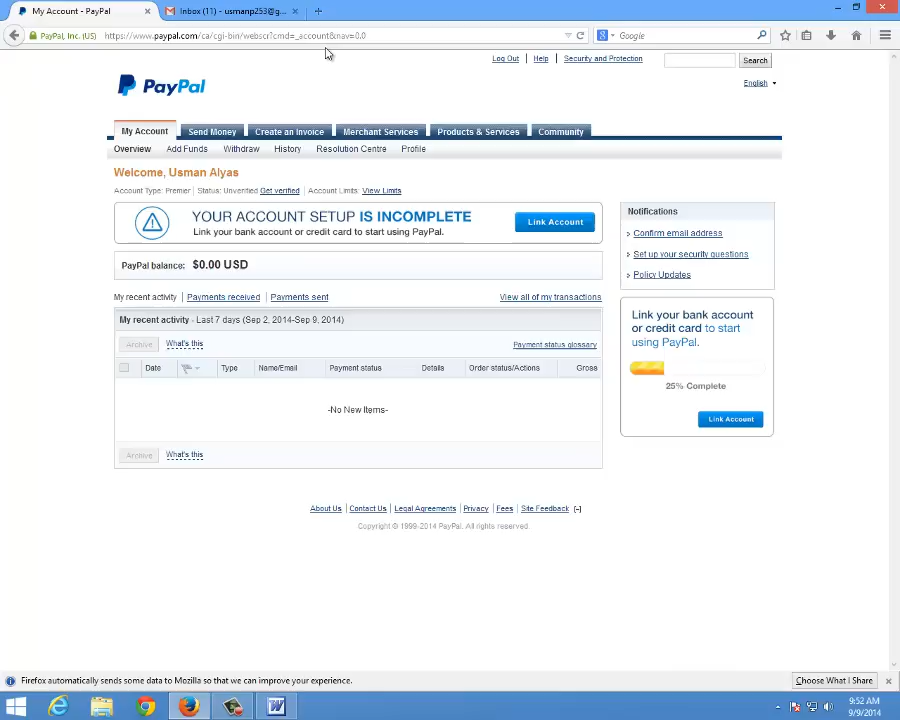 My Account - PayPal
Inbox (11) - usmanp253@g...
PayPal, Inc. (US)
https://www.paypal.com/ca/cgi-bin/webscr?cmd=_account&nav=0.0
Google
Log Out
Help
Security and Protection
Search
PayPal
English
My Account
Send Money
Create an Invoice
Merchant Services
Products & Services
Community
Overview
Add Funds
Withdraw
History
Resolution Centre
Profile
Welcome, Usman Alyas
Account Type: Premier
Status: Unverified Get verified
Account Limits: View Limits
YOUR ACCOUNT SETUP IS INCOMPLETE
Link your bank account or credit card to start using PayPal.
Link Account
PayPal balance: $0.00 USD
My recent activity
Payments received
Payments sent
View all of my transactions
My recent activity - Last 7 days (Sep 2, 2014-Sep 9, 2014)
Archive
What's this
Payment status glossary
Date
Type
Name/Email
Payment status
Details
Order status/Actions
Gross
-No New Items-
Archive
What's this
Notifications
Confirm email address
Set up your security questions
Policy Updates
Link your bank account
or credit card to start
using PayPal.
25% Complete
Link Account
About Us
Contact Us
Legal Agreements
Privacy
Fees
Site Feedback [-]
Copyright © 1999-2014 PayPal. All rights reserved.
Firefox automatically sends some data to Mozilla so that we can improve your experience.
Choose What I Share
9:52 AM
9/9/2014